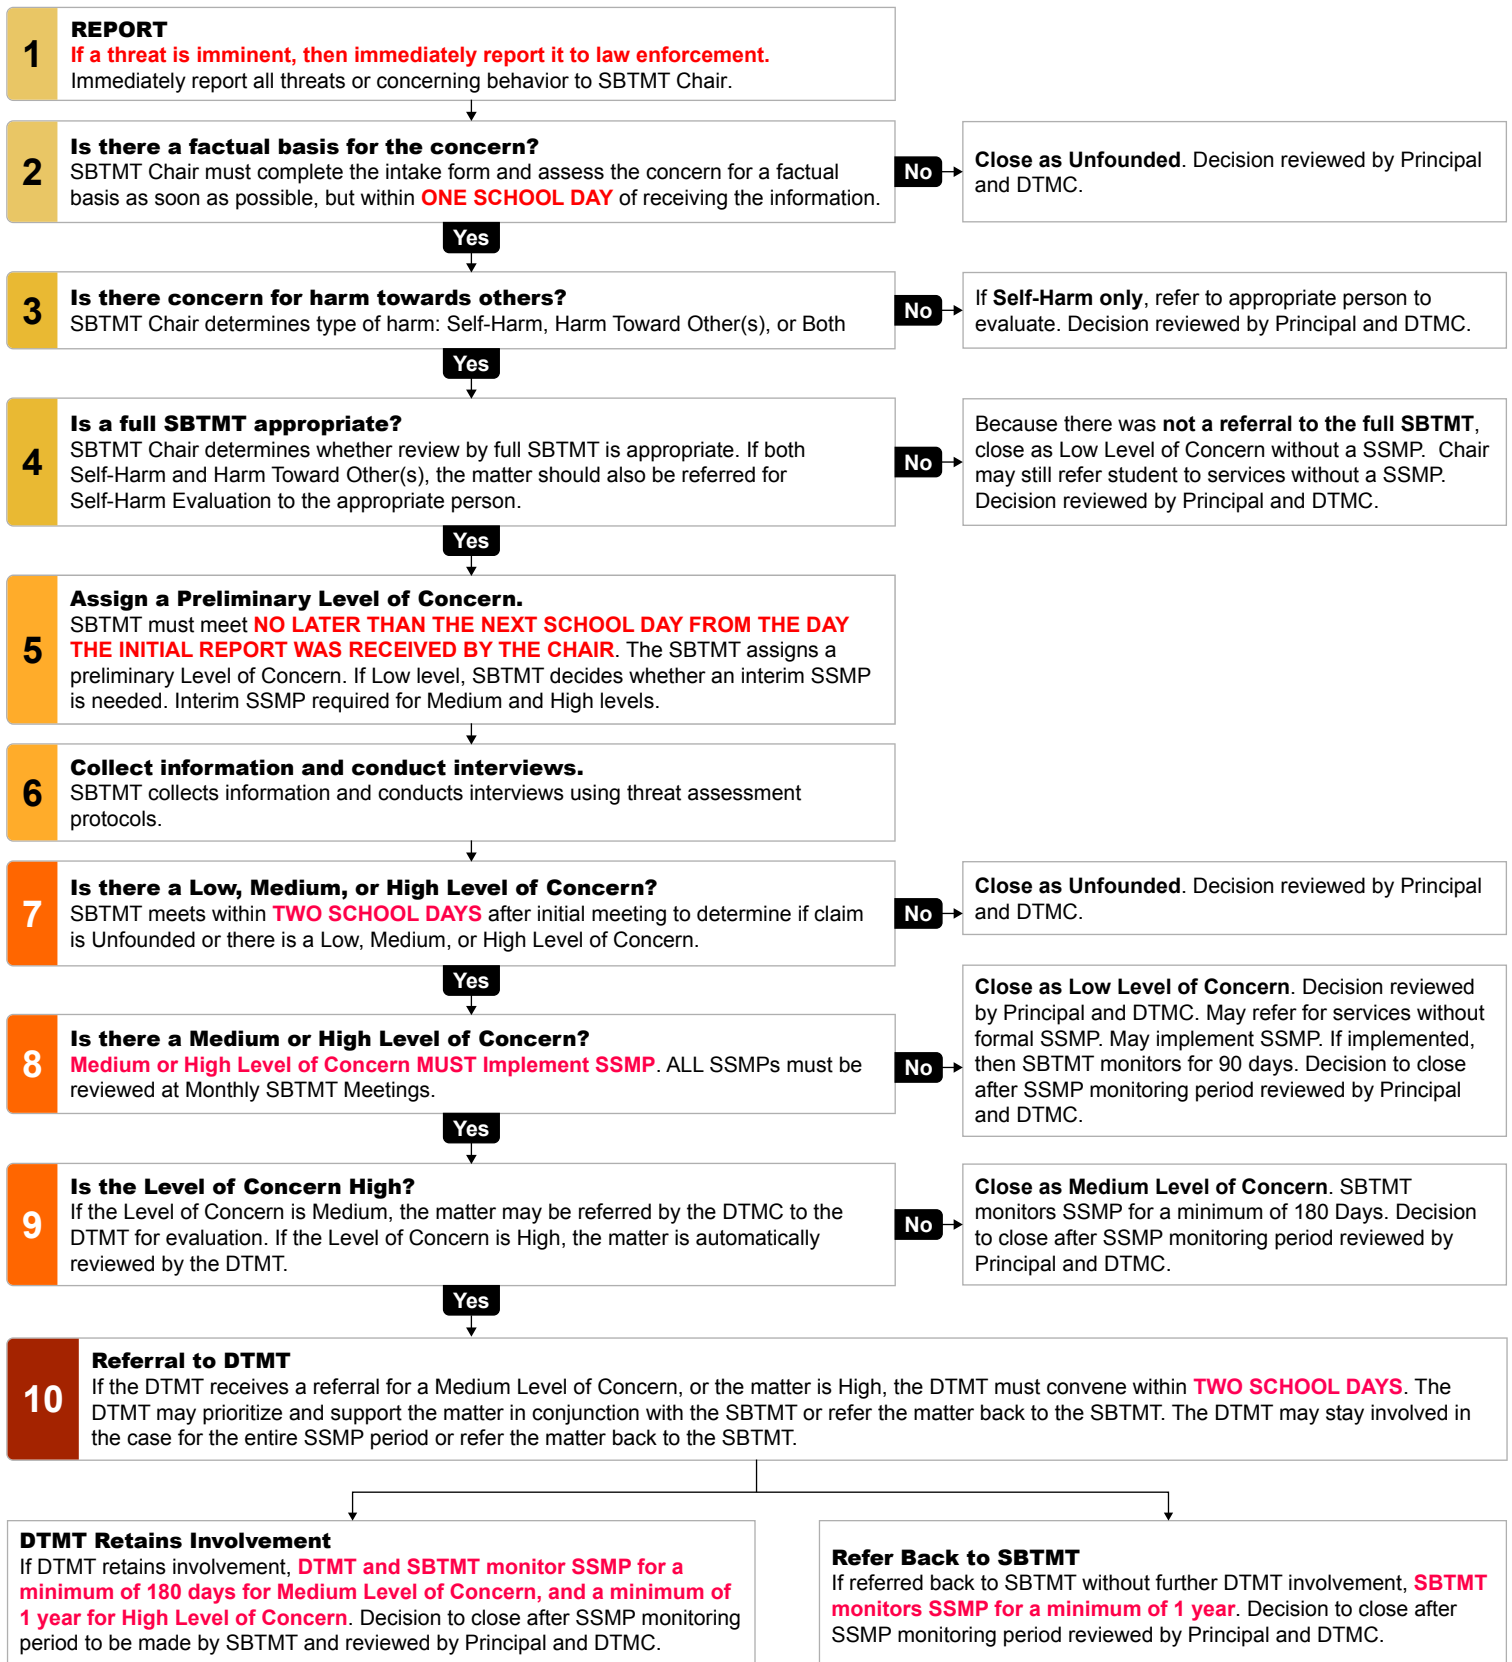 1
REPORT
If a threat is imminent, then immediately report it to law enforcement.
Immediately report all threats or concerning behavior to SBTMT Chair.
2
Is there a factual basis for the concern?
SBTMT Chair must complete the intake form and assess the concern for a factual
basis as soon as possible, but within ONE SCHOOL DAY of receiving the information.
No
Close as Unfounded. Decision reviewed by Principal
and DTMC.
Yes
3
Is there concern for harm towards others?
SBTMT Chair determines type of harm: Self-Harm, Harm Toward Other(s), or Both
No
If Self-Harm only, refer to appropriate person to
evaluate. Decision reviewed by Principal and DTMC.
Yes
4
Is a full SBTMT appropriate?
SBTMT Chair determines whether review by full SBTMT is appropriate. If both
Self-Harm and Harm Toward Other(s), the matter should also be referred for
Self-Harm Evaluation to the appropriate person.
No
Because there was not a referral to the full SBTMT,
close as Low Level of Concern without a SSMP. Chair
may still refer student to services without a SSMP.
Decision reviewed by Principal and DTMC.
Yes
5
Assign a Preliminary Level of Concern.
SBTMT must meet NO LATER THAN THE NEXT SCHOOL DAY FROM THE DAY
THE INITIAL REPORT WAS RECEIVED BY THE CHAIR. The SBTMT assigns a
preliminary Level of Concern. If Low level, SBTMT decides whether an interim SSMP
is needed. Interim SSMP required for Medium and High levels.
6
Collect information and conduct interviews.
SBTMT collects information and conducts interviews using threat assessment
protocols.
7
Is there a Low, Medium, or High Level of Concern?
SBTMT meets within TWO SCHOOL DAYS after initial meeting to determine if claim
is Unfounded or there is a Low, Medium, or High Level of Concern.
No
Close as Unfounded. Decision reviewed by Principal
and DTMC.
Yes
8
Is there a Medium or High Level of Concern?
Medium or High Level of Concern MUST Implement SSMP. ALL SSMPs must be
reviewed at Monthly SBTMT Meetings.
No
Close as Low Level of Concern. Decision reviewed
by Principal and DTMC. May refer for services without
formal SSMP. May implement SSMP. If implemented,
then SBTMT monitors for 90 days. Decision to close
after SSMP monitoring period reviewed by Principal
and DTMC.
Yes
9
Is the Level of Concern High?
If the Level of Concern is Medium, the matter may be referred by the DTMC to the
DTMT for evaluation. If the Level of Concern is High, the matter is automatically
reviewed by the DTMT.
No
Close as Medium Level of Concern. SBTMT
monitors SSMP for a minimum of 180 Days. Decision
to close after SSMP monitoring period reviewed by
Principal and DTMC.
Yes
10
Referral to DTMT
If the DTMT receives a referral for a Medium Level of Concern, or the matter is High, the DTMT must convene within TWO SCHOOL DAYS. The
DTMT may prioritize and support the matter in conjunction with the SBTMT or refer the matter back to the SBTMT. The DTMT may stay involved in
the case for the entire SSMP period or refer the matter back to the SBTMT.
DTMT Retains Involvement
If DTMT retains involvement, DTMT and SBTMT monitor SSMP for a
minimum of 180 days for Medium Level of Concern, and a minimum of
1 year for High Level of Concern. Decision to close after SSMP monitoring
period to be made by SBTMT and reviewed by Principal and DTMC.
Refer Back to SBTMT
If referred back to SBTMT without further DTMT involvement, SBTMT
monitors SSMP for a minimum of 1 year. Decision to close after
SSMP monitoring period reviewed by Principal and DTMC.